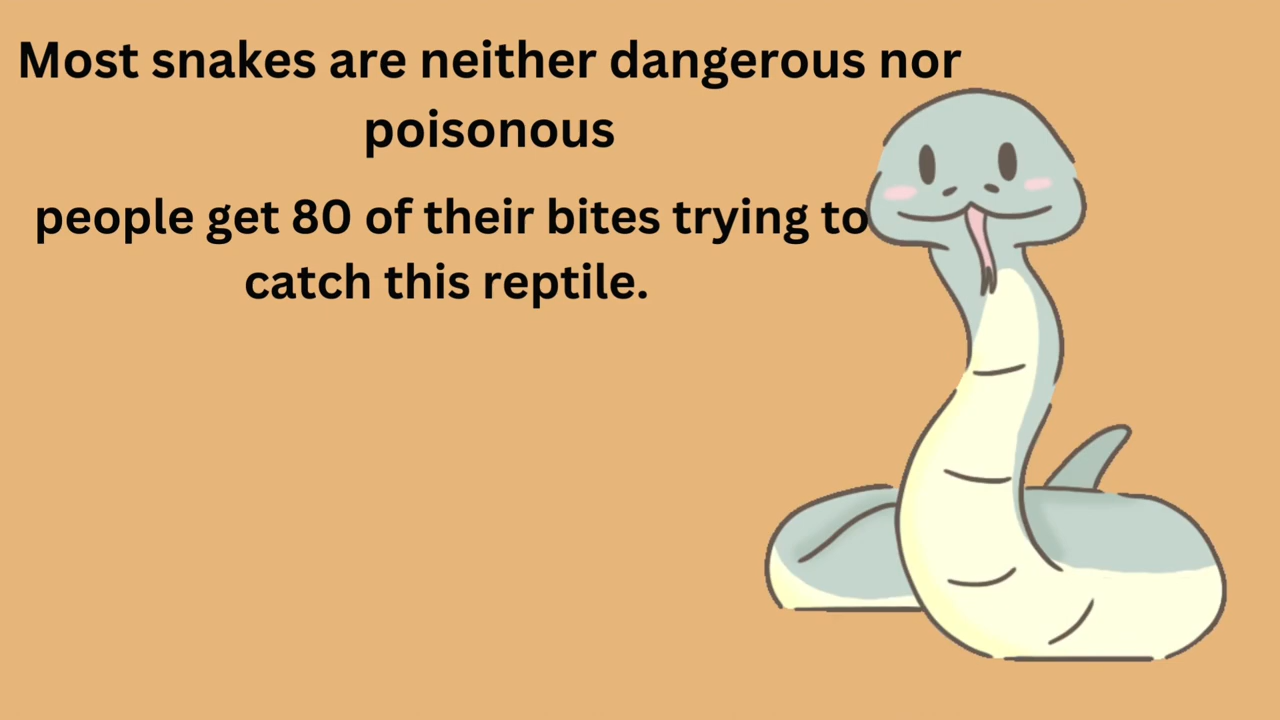 Most snakes are neither dangerous nor
poisonous
people get 80 of their bites trying to
catch this reptile.